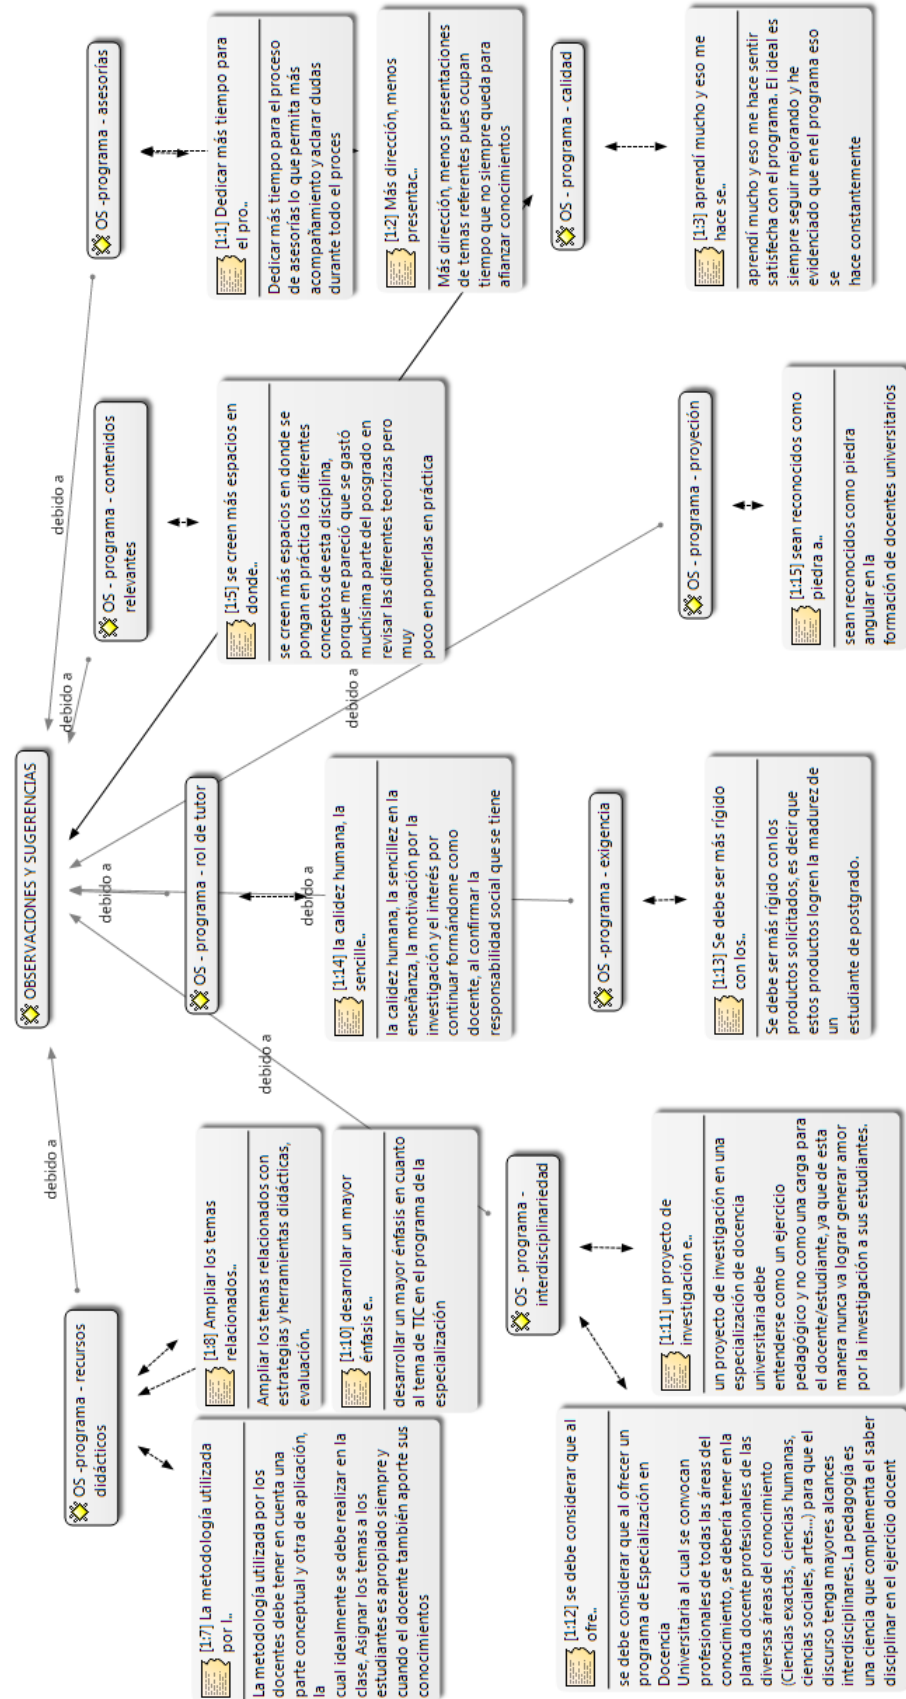 OBSERVACIONES Y SUGERENCIAS
debido a
debido a
debido a
debido a
debido a
debido a
debido a
OS -programa - recursos
didácticos
[1:7] La metodología utilizada
por l..
La metodología utilizada por los
docentes debe tener en cuenta una
parte conceptual y otra de aplicación,
la
cual idealmente se debe realizar en la
clase, Asignar los temas a los
estudiantes es apropiado siempre y
cuando el docente también aporte sus
conocimientos
[1:8] Ampliar los temas
relacionados..
Ampliar los temas relacionados con
estrategias y herramientas didácticas,
evaluación.
[1:10] desarrollar un mayor
énfasis e..
desarrollar un mayor énfasis en cuanto
al tema de TIC en el programa de la
especialización
OS - programa -
interdisciplinariedad
[1:12] se debe considerar que al
ofre..
se debe considerar que al ofrecer un
programa de Especialización en
Docencia
Universitaria al cual se convocan
profesionales de todas las áreas del
conocimiento, se debería tener en la
planta docente profesionales de las
diversas áreas del conocimiento
(Ciencias exactas, ciencias humanas,
ciencias sociales, artes...) para que el
discurso tenga mayores alcances
interdisciplinares. La pedagogía es
una ciencia que complementa el saber
disciplinar en el ejercicio docent
[1:11] un proyecto de
investigación e..
un proyecto de investigación en una
especialización de docencia
universitaria debe
entenderse como un ejercicio
pedagógico y no como una carga para
el docente/estudiante, ya que de esta
manera nunca va lograr generar amor
por la investigación a sus estudiantes.
OS - programa - rol de tutor
[1:14] la calidez humana, la
sencille..
la calidez humana, la sencillez en la
enseñanza, la motivación por la
investigación y el interés por
continuar formándome como
docente, al confirmar la
responsabilidad social que se tiene
OS -programa - exigencia
[1:13] Se debe ser más rígido
con los..
Se debe ser más rígido con los
productos solicitados, es decir que
estos productos logren la madurez de
un
estudiante de postgrado.
OS - programa - contenidos
relevantes
[1:5] se creen más espacios en
donde..
se creen más espacios en donde se
pongan en práctica los diferentes
conceptos de esta disciplina,
porque me pareció que se gastó
muchísima parte del posgrado en
revisar las diferentes teorizas pero
muy
poco en ponerlas en práctica
OS - programa - proyeción
[1:15] sean reconocidos como
piedra a..
sean reconocidos como piedra
angular en la
formación de docentes universitarios
OS -programa - asesorías
[1:1] Dedicar más tiempo para
el pro..
Dedicar más tiempo para el proceso
de asesorías lo que permita más
acompañamiento y aclarar dudas
durante todo el proces
[1:2] Más dirección, menos
presentac..
Más dirección, menos presentaciones
de temas referentes pues ocupan
tiempo que no siempre queda para
afianzar conocimientos
OS - programa - calidad
[1:3] aprendí mucho y eso me
hace se..
aprendí mucho y eso me hace sentir
satisfecha con el programa. El ideal es
siempre seguir mejorando y he
evidenciado que en el programa eso
se
hace constantemente